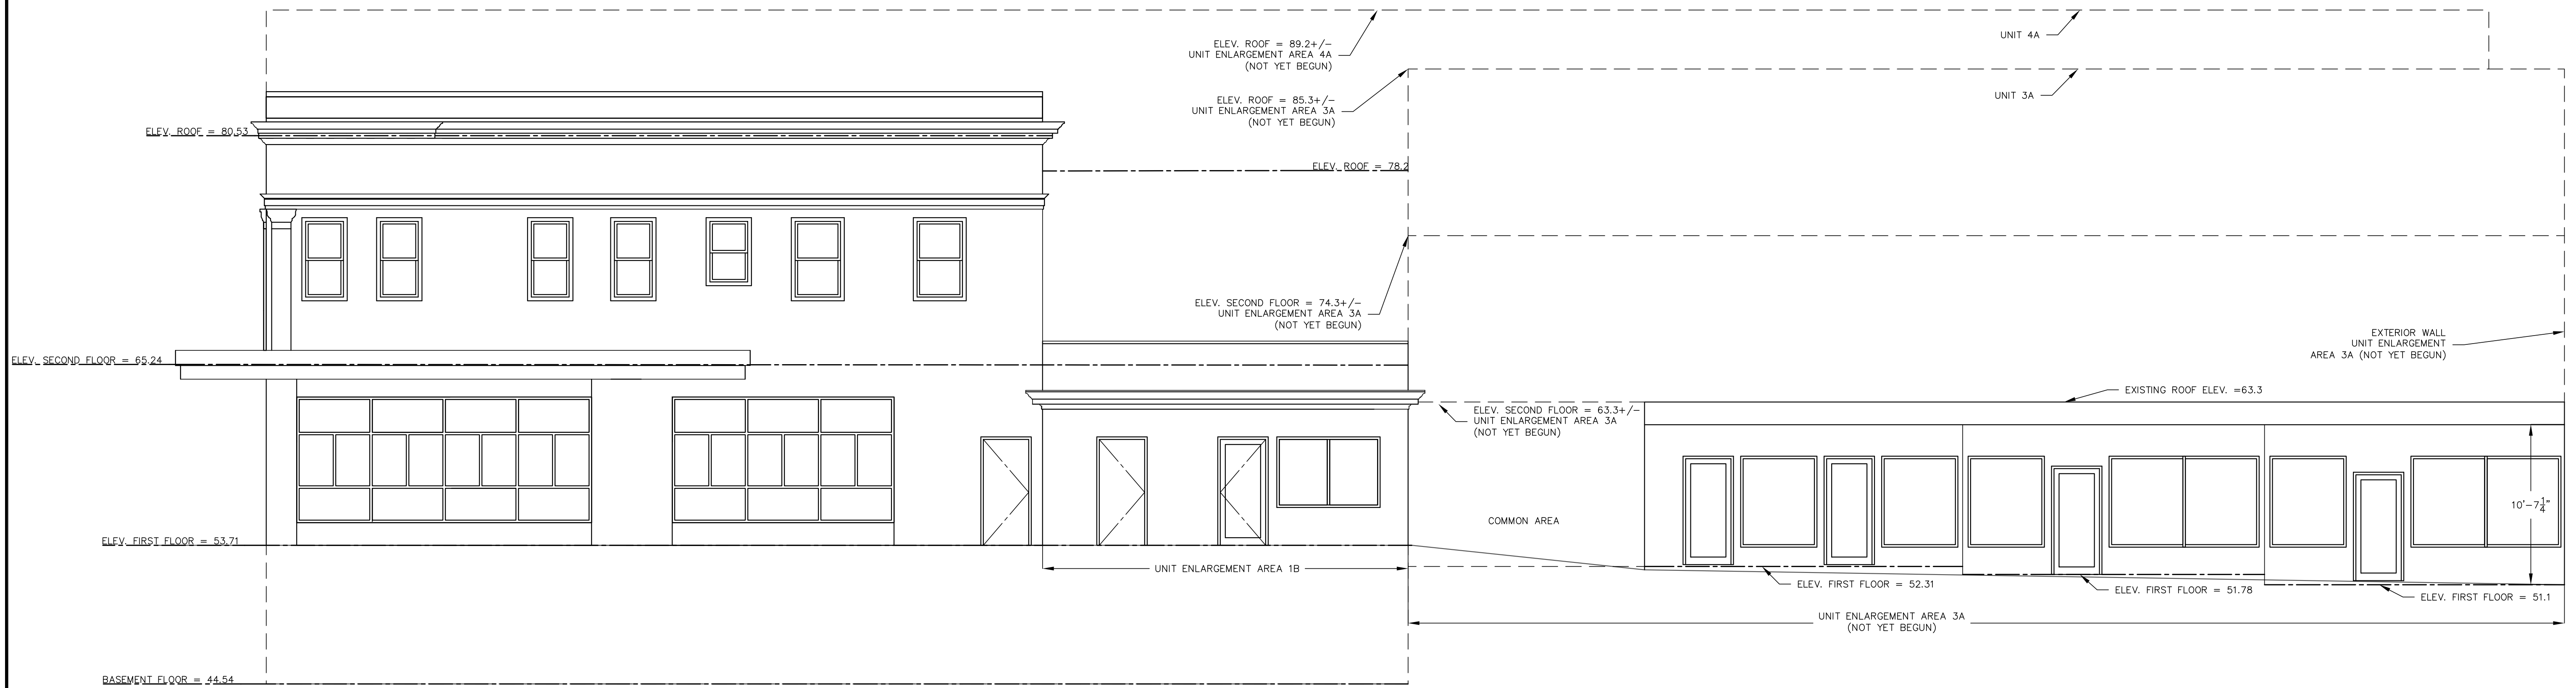 ELEV. ROOF = 89.2+/-
UNIT ENLARGEMENT AREA 4A
(NOT YET BEGUN)
UNIT 4A
ELEV. ROOF = 85.3+/-
UNIT ENLARGEMENT AREA 3A
(NOT YET BEGUN)
UNIT 3A
ELEV. ROOF = 80.53
ELEV. ROOF = 78.2
ELEV. SECOND FLOOR = 74.3+/-
UNIT ENLARGEMENT AREA 3A
(NOT YET BEGUN)
EXTERIOR WALL
UNIT ENLARGEMENT
AREA 3A (NOT YET BEGUN)
ELEV. SECOND FLOOR = 65.24
EXISTING ROOF ELEV. =63.3
ELEV. SECOND FLOOR = 63.3+/-
UNIT ENLARGEMENT AREA 3A
(NOT YET BEGUN)
10'-7 1/4"
COMMON AREA
ELEV. FIRST FLOOR = 53.71
UNIT ENLARGEMENT AREA 1B
ELEV. FIRST FLOOR = 52.31
ELEV. FIRST FLOOR = 51.78
ELEV. FIRST FLOOR = 51.1
UNIT ENLARGEMENT AREA 3A
(NOT YET BEGUN)
BASEMENT FLOOR = 44.54